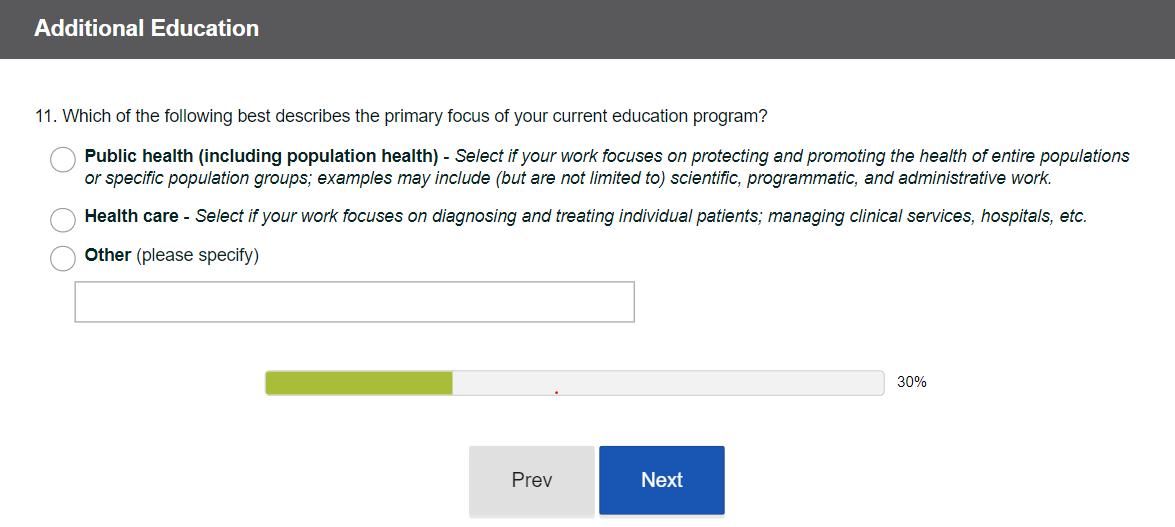 Additional Education
11. Which of the following best describes the primary focus of your current education program?
Public health (including population health) - Select if your work focuses on protecting and promoting the health of entire populations
or specific population groups; examples may include (but are not limited to) scientific, programmatic, and administrative work.
Health care - Select if your work focuses on diagnosing and treating individual patients; managing clinical services, hospitals, etc.
Other (please specify)
30%
Prev Next